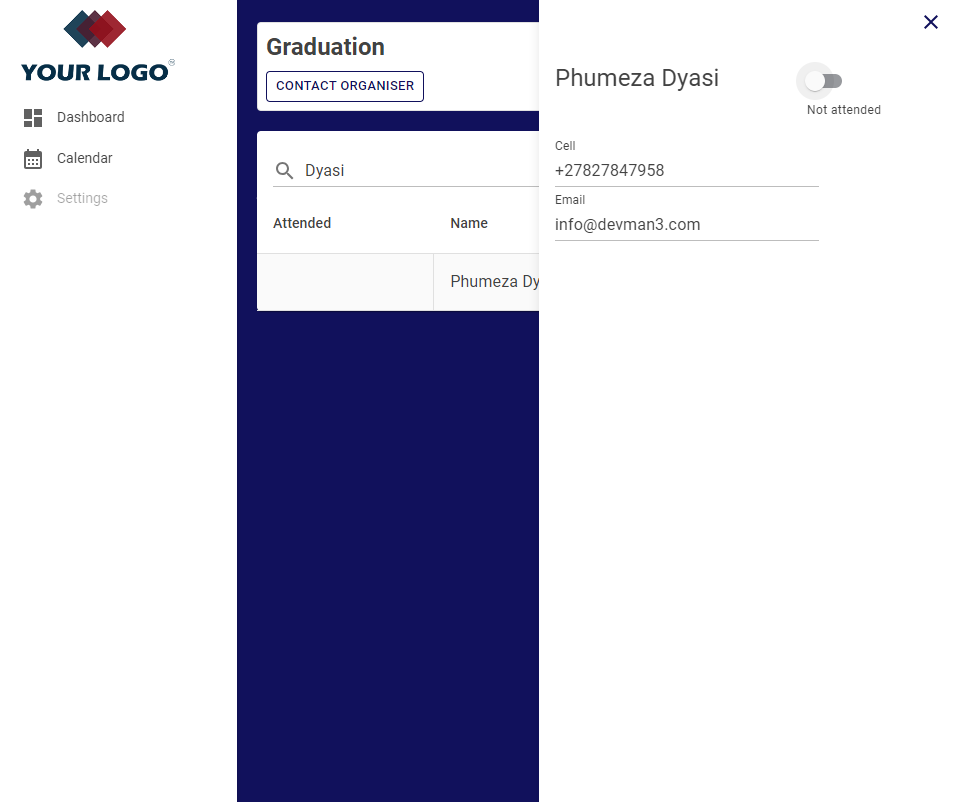 YOUR LOGO®
Dashboard
Calendar
Settings
Graduation
CONTACT ORGANISER
Dyasi
Attended
Name
Phumeza Dy
Phumeza Dyasi
Not attended
Cell
+27827847958
Email
info@devman3.com